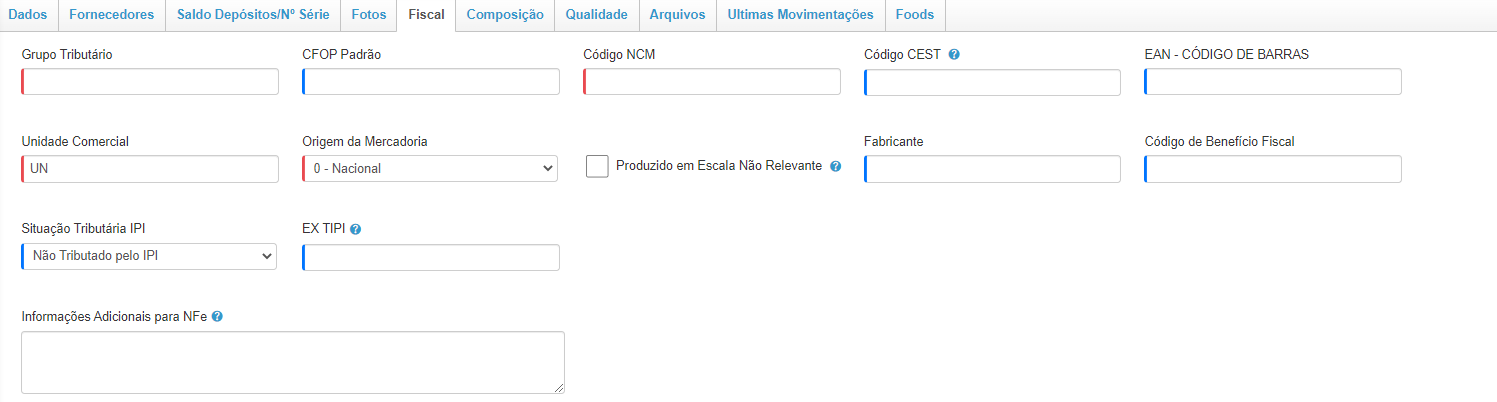 Dados Fornecedores Saldo Depósitos/Nº Série Fotos Fiscal Composição Qualidade Arquivos Ultimas Movimentações Foods
Grupo Tributário CFOP Padrão Código NCM Código CEST ? EAN - CÓDIGO DE BARRAS
Unidade Comercial Origem da Mercadoria Fabricante Código de Benefício Fiscal
UN 0 - Nacional Produzido em Escala Não Relevante ?
Situação Tributária IPI EX TIPI ?
Não Tributado pelo IPI
Informações Adicionais para NFe ?